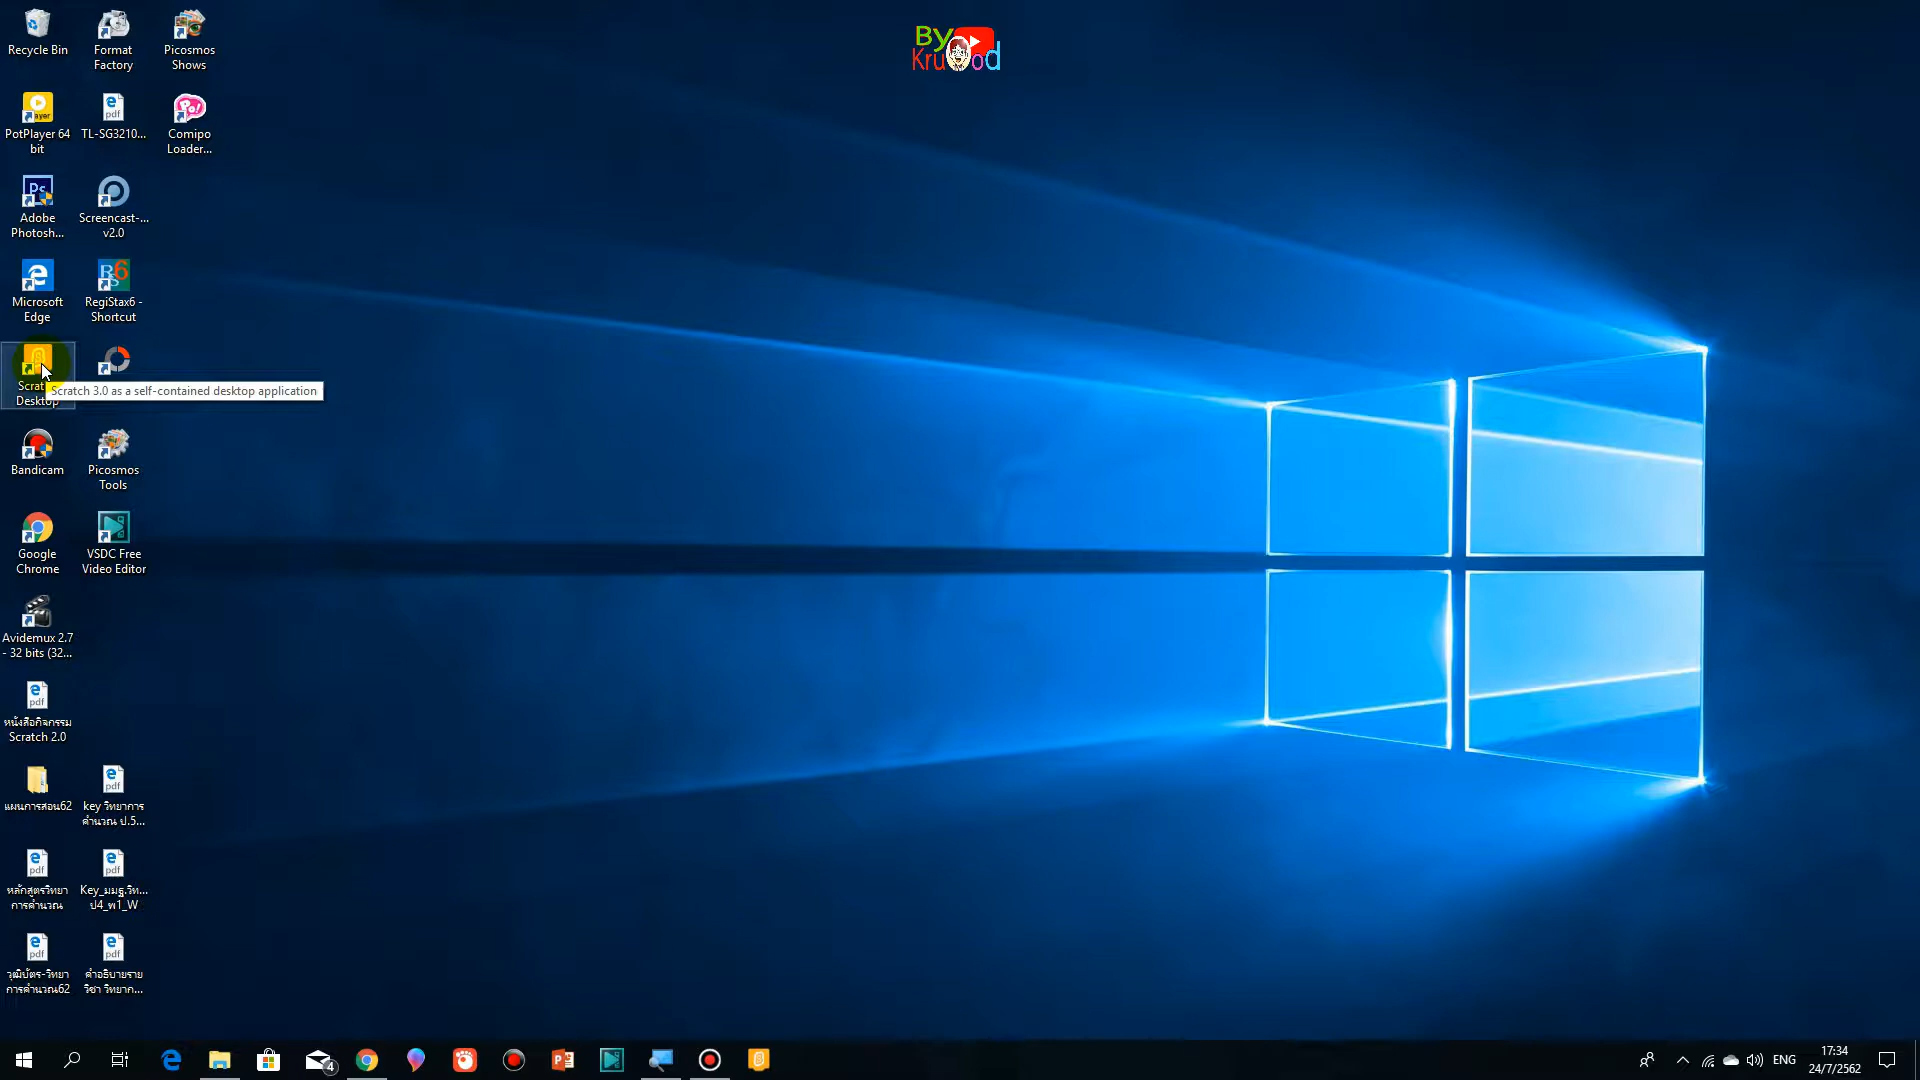 By
Recycle Bin
Format
Factory
Picosmos
Shows
PotPlayer 64
bit
TL-SG3210...
Comipo
Loader...
Adobe
Photosh...
Screencast-...
v2.0
Microsoft
Edge
RegiStax6 -
Shortcut
Desktop
Scratch 3.0 as a self-contained desktop application
Bandicam
Picosmos
Tools
Google
Chrome
VSDC Free
Video Editor
Avidemux 2.7
- 32 bits (32...
หนังสือกิจกรรม
Scratch 2.0
แผนการสอน62
key วิทยาการ
คำนวณ ป.5...
หลักสูตรวิทยา
การคำนวณ
Key_มมฐ.วิท...
ป4_พ1_W
วุฒิบัตร-วิทยา
การคำนวณ62
คำอธิบายราย
วิชา วิทยาก...
4
ENG
17:34
24/7/2562